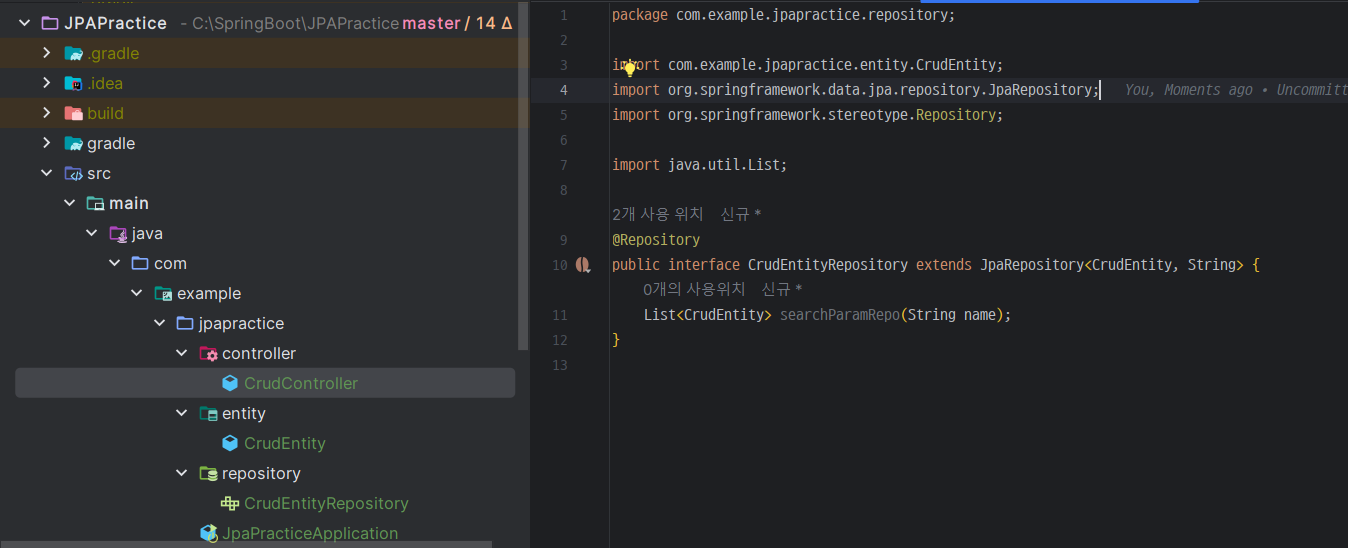 JPAPractice - C:\SpringBoot\JPAPractice master / 14 Δ
.gradle
.idea
build
gradle
src
main
java
com
example
jpapractice
controller
CrudController
entity
CrudEntity
repository
CrudEntityRepository
JpaPracticeApplication
1 package com.example.jpapractice.repository;
2
3 import com.example.jpapractice.entity.CrudEntity;
4 import org.springframework.data.jpa.repository.JpaRepository; You, Moments ago • Uncommitt
5 import org.springframework.stereotype.Repository;
6
7 import java.util.List;
8
2개 사용 위치 신규 *
9 @Repository
10 public interface CrudEntityRepository extends JpaRepository<CrudEntity, String> {
0개의 사용위치 신규 *
11 List<CrudEntity> searchParamRepo(String name);
12 }
13